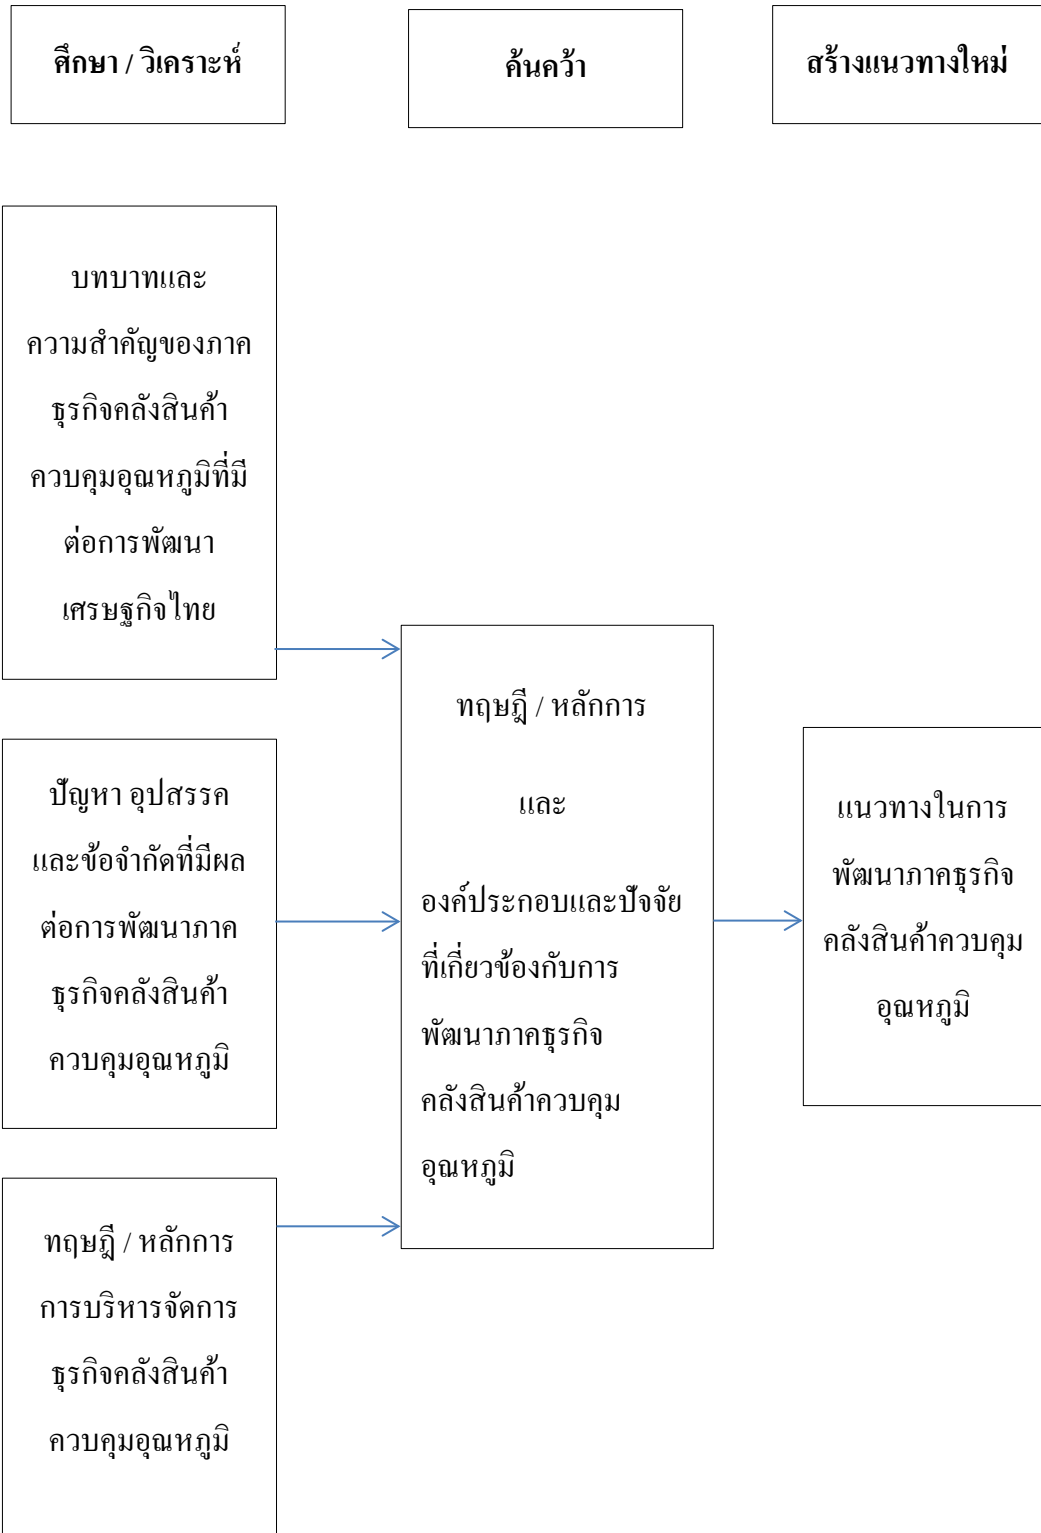 ศึกษา / วิเคราะห์
ค้นคว้า
สร้างแนวทางใหม่
บทบาทและ
ความสำคัญของภาค
ธุรกิจคลังสินค้า
ควบคุมอุณหภูมิที่มี
ต่อการพัฒนา
เศรษฐกิจไทย
ปัญหา อุปสรรค
และข้อจำกัดที่มีผล
ต่อการพัฒนาภาค
ธุรกิจคลังสินค้า
ควบคุมอุณหภูมิ
ทฤษฎี / หลักการ
การบริหารจัดการ
ธุรกิจคลังสินค้า
ควบคุมอุณหภูมิ
ทฤษฎี / หลักการ
และ
องค์ประกอบและปัจจัย
ที่เกี่ยวข้องกับการ
พัฒนาภาคธุรกิจ
คลังสินค้าควบคุม
อุณหภูมิ
แนวทางในการ
พัฒนาภาคธุรกิจ
คลังสินค้าควบคุม
อุณหภูมิ